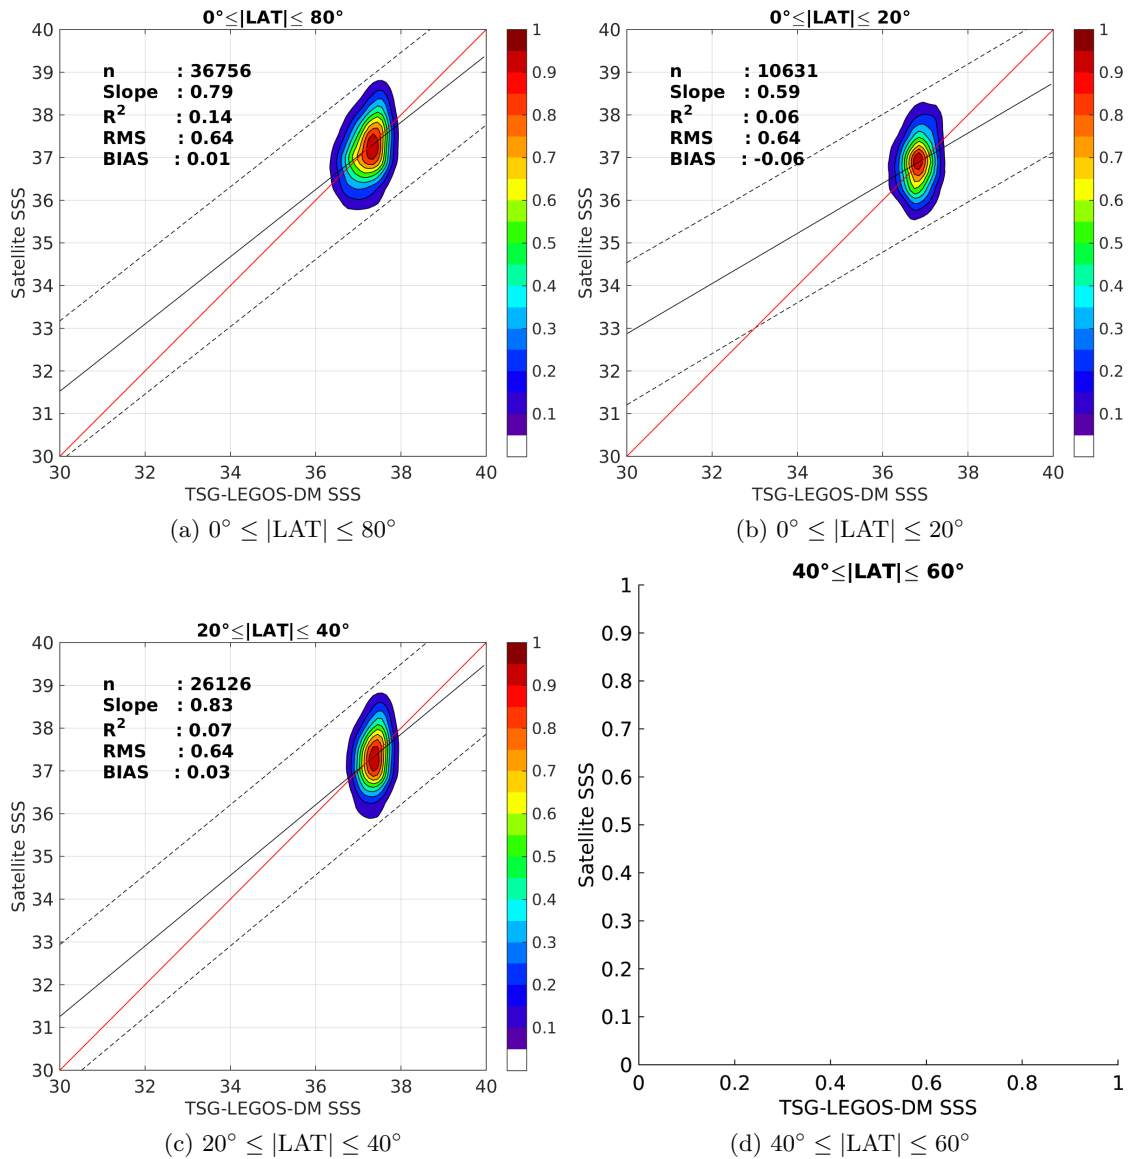 0°≤|LAT|≤ 80°
n : 36756
Slope : 0.79
R² : 0.14
RMS : 0.64
BIAS : 0.01
40
39
38
37
36
35
34
33
32
31
30
Satellite SSS
30 32 34 36 38 40
TSG-LEGOS-DM SSS
1
0.9
0.8
0.7
0.6
0.5
0.4
0.3
0.2
0.1
(a) 0° ≤ |LAT| ≤ 80°
0°≤|LAT|≤ 20°
n : 10631
Slope : 0.59
R² : 0.06
RMS : 0.64
BIAS : -0.06
40
39
38
37
36
35
34
33
32
31
30
Satellite SSS
30 32 34 36 38 40
TSG-LEGOS-DM SSS
1
0.9
0.8
0.7
0.6
0.5
0.4
0.3
0.2
0.1
(b) 0° ≤ |LAT| ≤ 20°
20°≤|LAT|≤ 40°
n : 26126
Slope : 0.83
R² : 0.07
RMS : 0.64
BIAS : 0.03
40
39
38
37
36
35
34
33
32
31
30
Satellite SSS
30 32 34 36 38 40
TSG-LEGOS-DM SSS
1
0.9
0.8
0.7
0.6
0.5
0.4
0.3
0.2
0.1
(c) 20° ≤ |LAT| ≤ 40°
40°≤|LAT|≤ 60°
1
0.9
0.8
0.7
0.6
0.5
0.4
0.3
0.2
0.1
0
Satellite SSS
0 0.2 0.4 0.6 0.8 1
TSG-LEGOS-DM SSS
(d) 40° ≤ |LAT| ≤ 60°